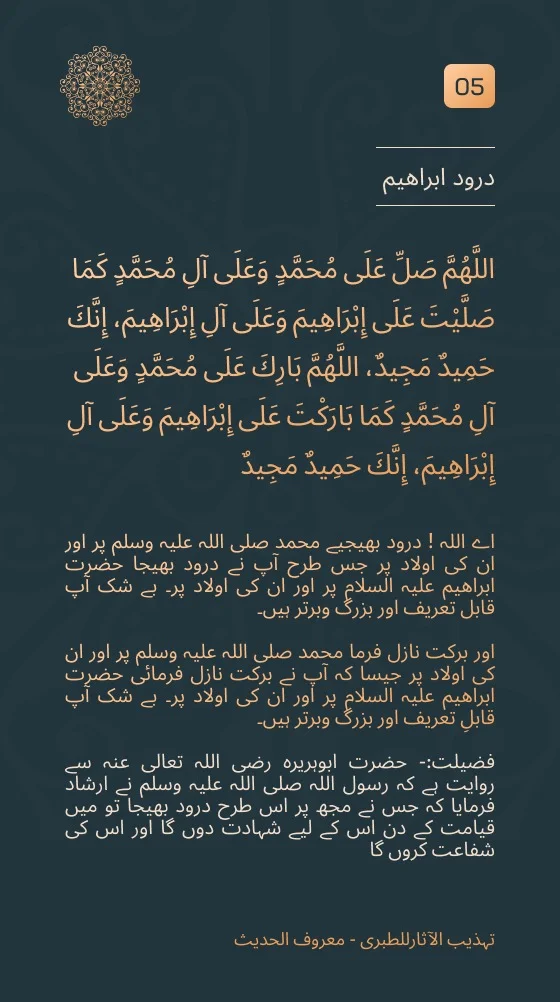 05
درود ابراهیم
اللَّهُمَّ صَلِّ عَلَى مُحَمَّدٍ وَعَلَى آلِ مُحَمَّدٍ كَمَا
صَلَّيْتَ عَلَى إِبْرَاهِيمَ وَعَلَى آلِ إِبْرَاهِيمَ، إِنَّكَ
حَمِيدٌ مَجِيدٌ، اللَّهُمَّ بَارِكَ عَلَى مُحَمَّدٍ وَعَلَى
آلِ مُحَمَّدٍ كَمَا بَارَكْتَ عَلَى إِبْرَاهِيمَ وَعَلَى آلِ
إِبْرَاهِيمَ، إِنَّكَ حَمِيدٌ مَجِيدٌ
اے اللہ ! درود بھیجیے محمد صلی اللہ علیہ وسلم پر اور
ان کی اولاد پر جس طرح آپ نے درود بھیجا حضرت
ابراھیم علیہ السلام پر اور ان کی اولاد پر۔ بے شک آپ
قابل تعریف اور بزرگ وبرتر ہیں۔
اور برکت نازل فرما محمد صلی اللہ علیہ وسلم پر اور ان
کی اولاد پر جیسا کہ آپ نے برکت نازل فرمائی حضرت
ابراھیم علیہ السلام پر اور ان کی اولاد پر۔ بے شک آپ
قابلِ تعریف اور بزرگ وبرتر ہیں۔
فضیلت:- حضرت ابوہریرہ رضی اللہ تعالی عنہ سے
روایت ہے کہ رسول اللہ صلی اللہ علیہ وسلم نے ارشاد
فرمایا کہ جس نے مجھ پر اس طرح درود بھیجا تو میں
قیامت کے دن اس کے لیے شہادت دوں گا اور اس کی
شفاعت کروں گا
تہذیب الآثارللطبری - معروف الحدیث